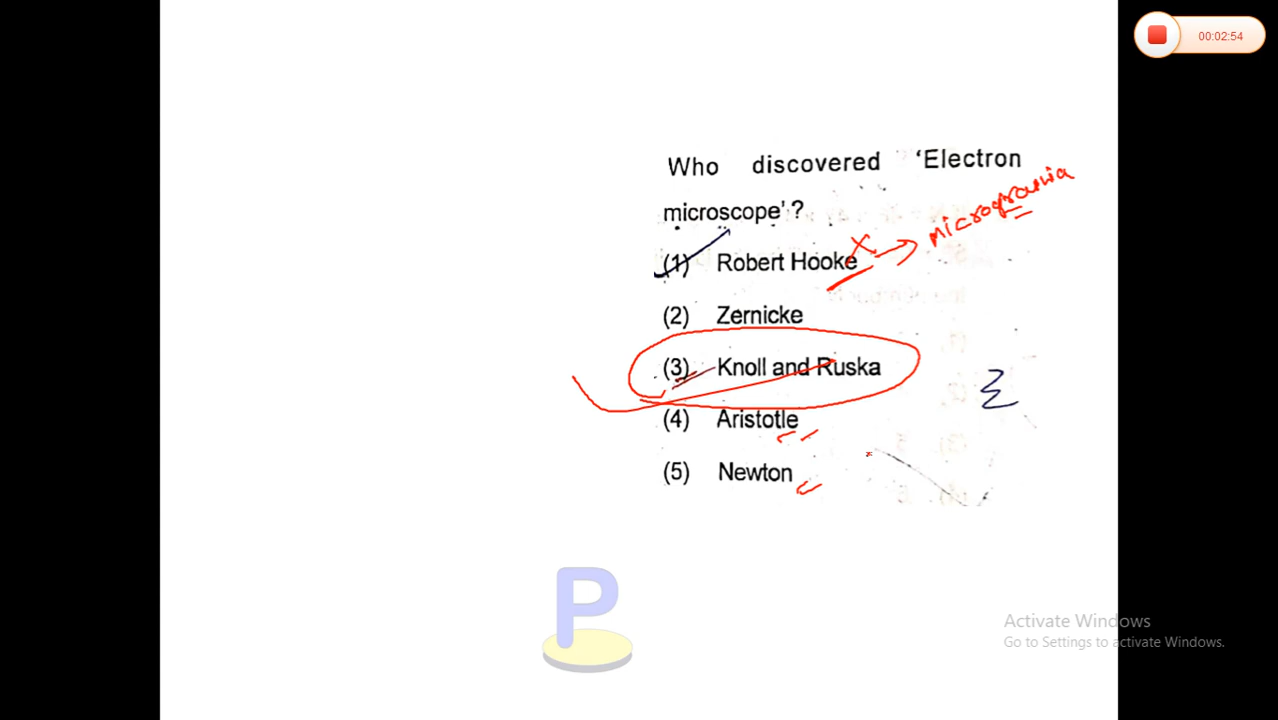 00:02:54
Who discovered ‘Electron
microscope’?
(1) Robert Hooke
microgrania
(2) Zernicke
(3) Knoll and Ruska
(4) Aristotle
(5) Newton
P
Activate Windows
Go to Settings to activate Windows.